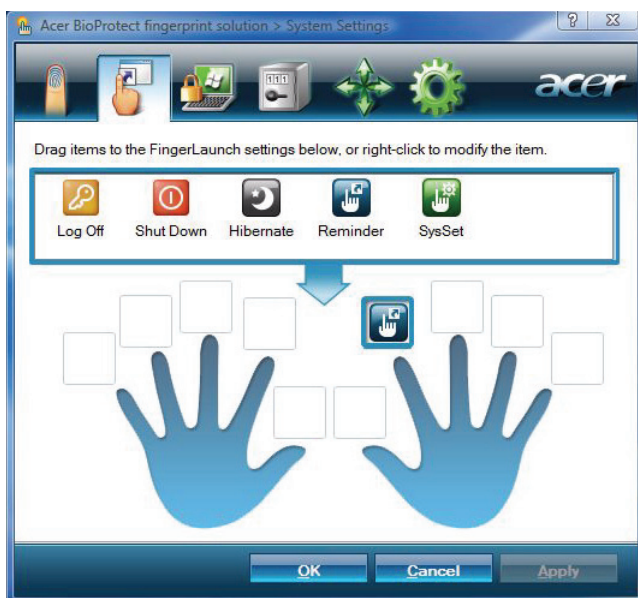 Acer BioProtect fingerprint solution > System Settings
acer
Drag items to the FingerLaunch settings below, or right-click to modify the item.
Log Off Shut Down Hibernate Reminder SysSet
OK Cancel Apply